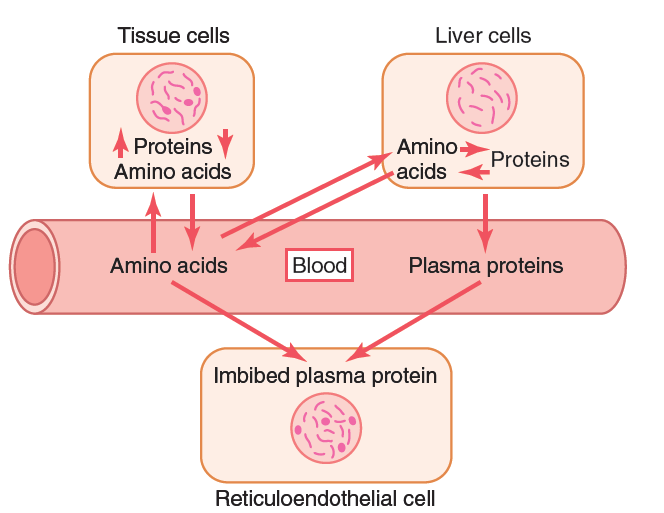 Tissue cells
Liver cells
Proteins
Amino acids
Amino
acids
Proteins
Amino acids
Blood
Plasma proteins
Imbibed plasma protein
Reticuloendothelial cell